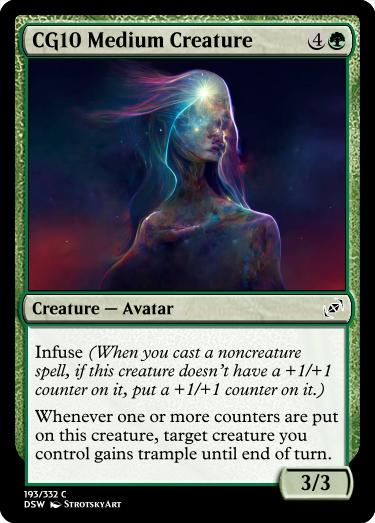 CG10 Medium Creature 4
Creature — Avatar
Infuse (When you cast a noncreature
spell, if this creature doesn't have a +1/+1
counter on it, put a +1/+1 counter on it.)
Whenever one or more counters are put
on this creature, target creature you
control gains trample until end of turn.
3/3
193/332 C
DSW StrotskyArt